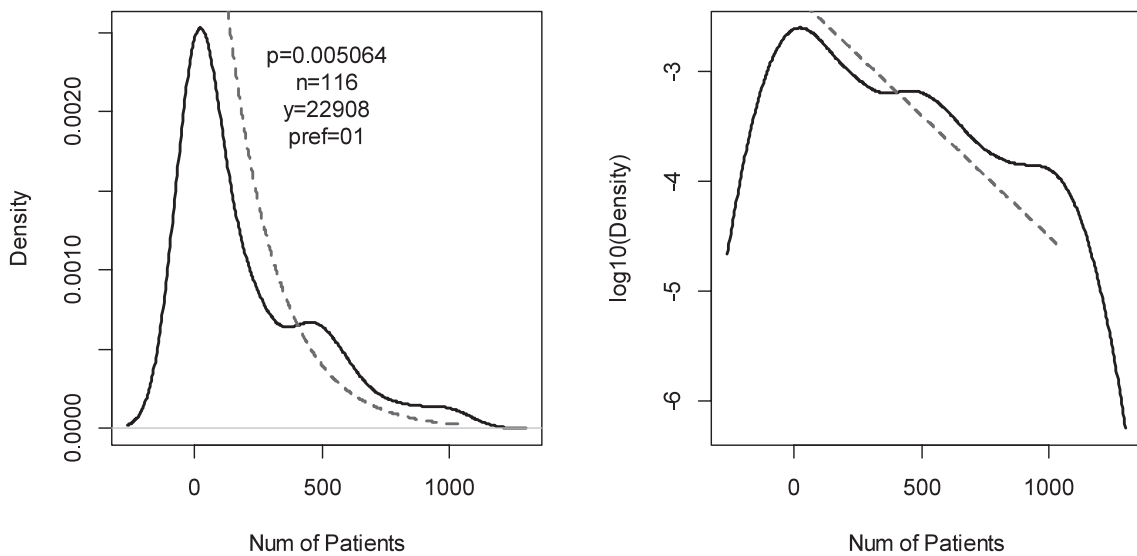 p=0.005064
n=116
y=22908
pref=01
Density
0.0000
0.0010
0.0020
0
500
1000
Num of Patients
log10(Density)
-3
-4
-5
-6
0
500
1000
Num of Patients